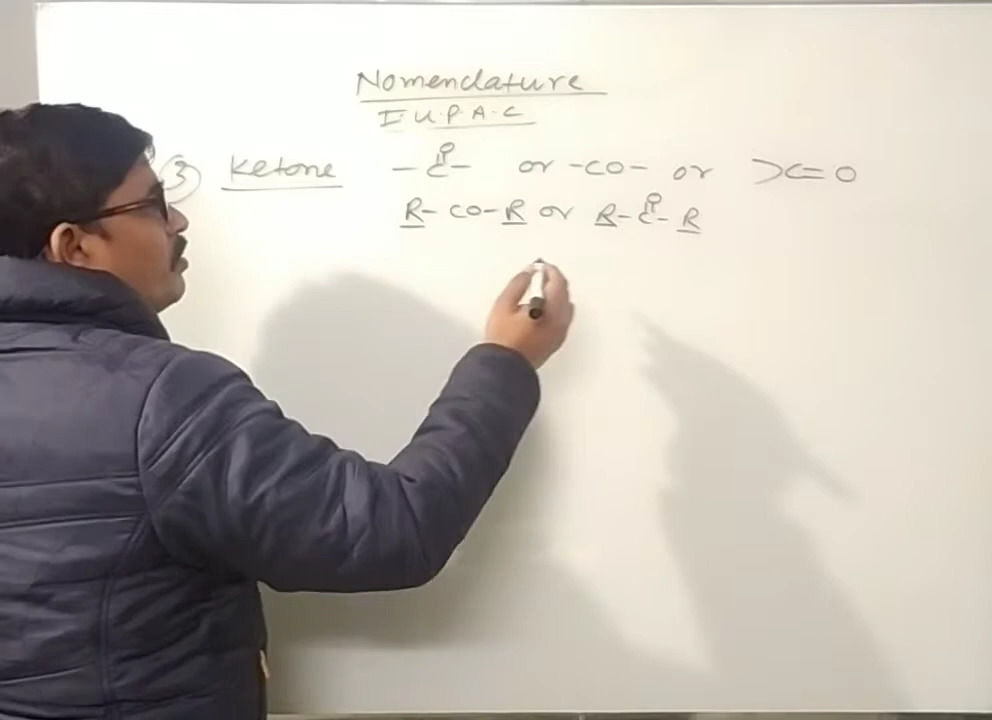 Nomenclature
I.U.P.A.C
③ Ketone -C(=O)- or -CO- or >C=O
R-CO-R or R-C(=O)-R